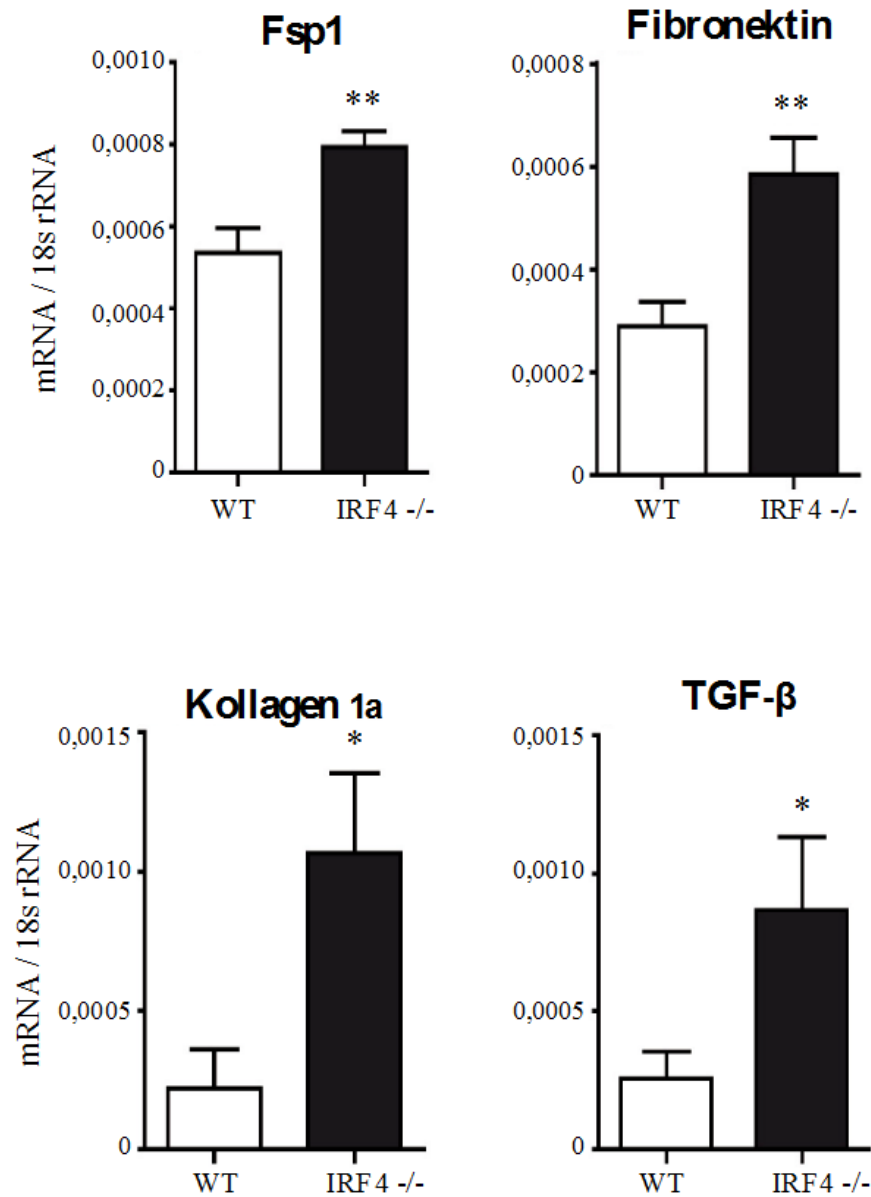 Fsp1
mRNA / 18s rRNA
0,0010
0,0008
0,0006
0,0004
0,0002
0
**
WT IRF4 -/-
Fibronektin
0,0008
0,0006
0,0004
0,0002
0
**
WT IRF4 -/-
Kollagen 1a
mRNA / 18s rRNA
0,0015
0,0010
0,0005
0
*
WT IRF4 -/-
TGF-β
0,0015
0,0010
0,0005
0
*
WT IRF4 -/-